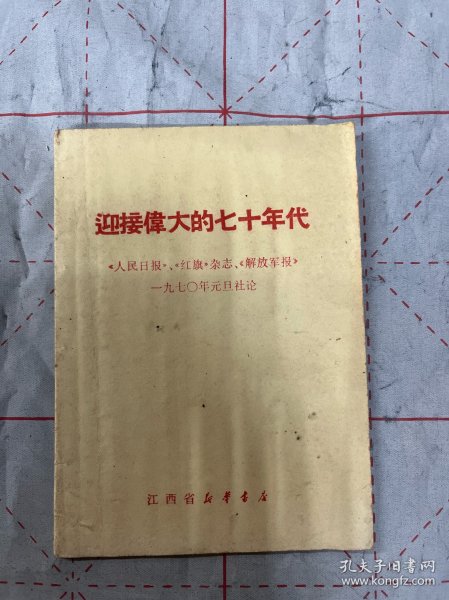 迎接偉大的七十年代
《人民日报》、《红旗》杂志、《解放军报》
一九七〇年元旦社论
江西省新华书店
孔夫子旧书网
www.kongfz.com